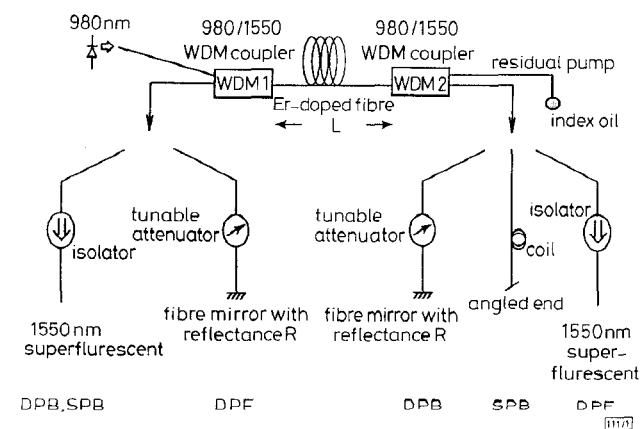 980nm
980/1550
WDM coupler
980/1550
WDM coupler
residual pump
WDM1
WDM2
Er-doped fibre
L
index oil
isolator
tunable
attenuator
tunable
attenuator
isolator
coil
angled end
fibre mirror with
reflectance R
fibre mirror with
reflectance R
1550nm
superflurescent
1550nm
super-
flurescent
DPB,SPB
DPF
DPB
SPB
DPF
111/1